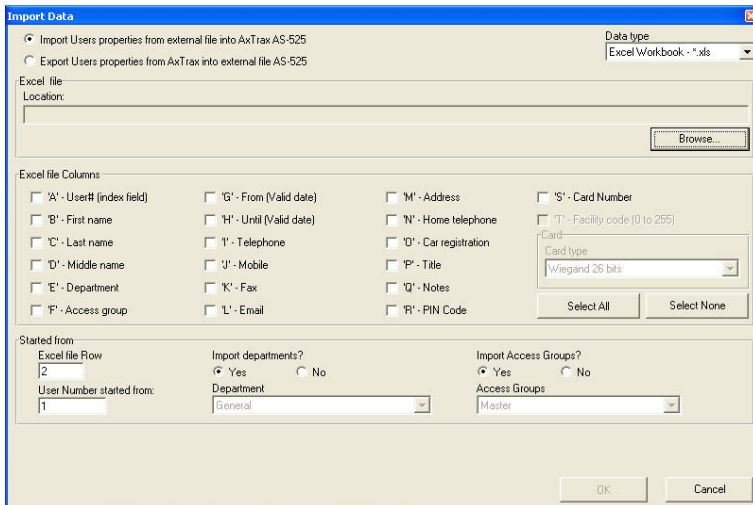 Import Data
Import Users properties from external file into AxTrax AS-525
Export Users properties from AxTrax into external file AS-525
Data type
Excel Workbook - *.xls
Excel file
Location:
Browse...
Excel file Columns
'A' - User# (index field)
'B' - First name
'C' - Last name
'D' - Middle name
'E' - Department
'F' - Access group
'G' - From (Valid date)
'H' - Until (Valid date)
'I' - Telephone
'J' - Mobile
'K' - Fax
'L' - Email
'M' - Address
'N' - Home telephone
'O' - Car registration
'P' - Title
'Q' - Notes
'R' - PIN Code
'S' - Card Number
'T' - Facility code (0 to 255)
Card
Card type
Wiegand 26 bits
Select All
Select None
Started from
Excel file Row
2
User Number started from:
1
Import departments?
Yes
No
Department
General
Import Access Groups?
Yes
No
Access Groups
Master
OK
Cancel